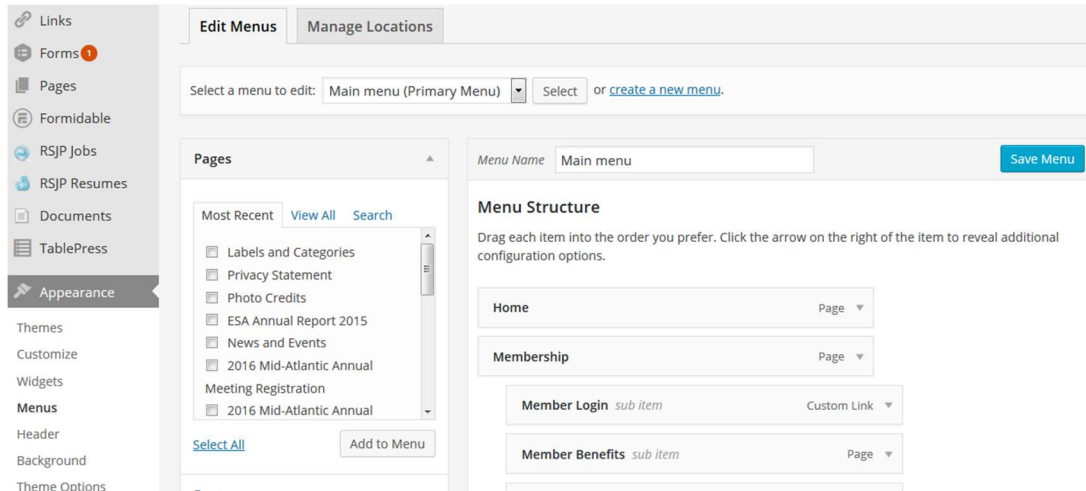 Links
Forms 1
Pages
Formidable
RSJP Jobs
RSJP Resumes
Documents
TablePress
Appearance
Themes
Customize
Widgets
Menus
Header
Background
Theme Options
Edit Menus
Manage Locations
Select a menu to edit: Main menu (Primary Menu) Select or create a new menu.
Pages
Most Recent View All Search
Labels and Categories
Privacy Statement
Photo Credits
ESA Annual Report 2015
News and Events
2016 Mid-Atlantic Annual
Meeting Registration
2016 Mid-Atlantic Annual
Select All Add to Menu
Menu Name Main menu Save Menu
Menu Structure
Drag each item into the order you prefer. Click the arrow on the right of the item to reveal additional
configuration options.
Home Page
Membership Page
Member Login sub item Custom Link
Member Benefits sub item Page